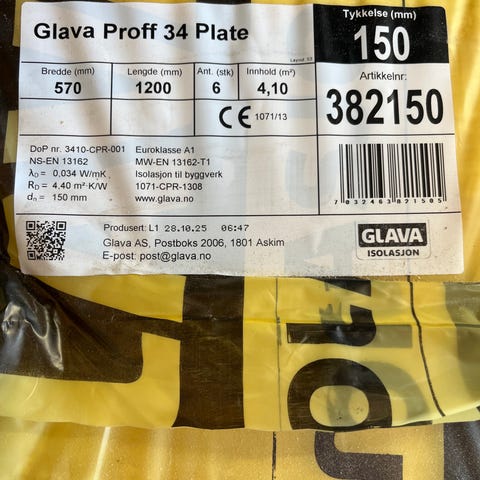 Glava Proff 34 Plate
Layout: 53
Tykkelse (mm)
150
Bredde (mm)
570
Lengde (mm)
1200
Ant. (stk)
6
Innhold (m²)
4,10
Artikkelnr:
382150
CE 1071/13
DoP nr. 3410-CPR-001
NS-EN 13162
λD = 0,034 W/mK
RD = 4.40 m²·K/W
dn = 150 mm
Euroklasse A1
MW-EN 13162-T1
Isolasjon til byggverk
1071-CPR-1308
www.glava.no
7032463821505
Produsert: L1 28.10.25 06:47
Glava AS, Postboks 2006, 1801 Askim
E-post: post@glava.no
GLAVA
ISOLASJON